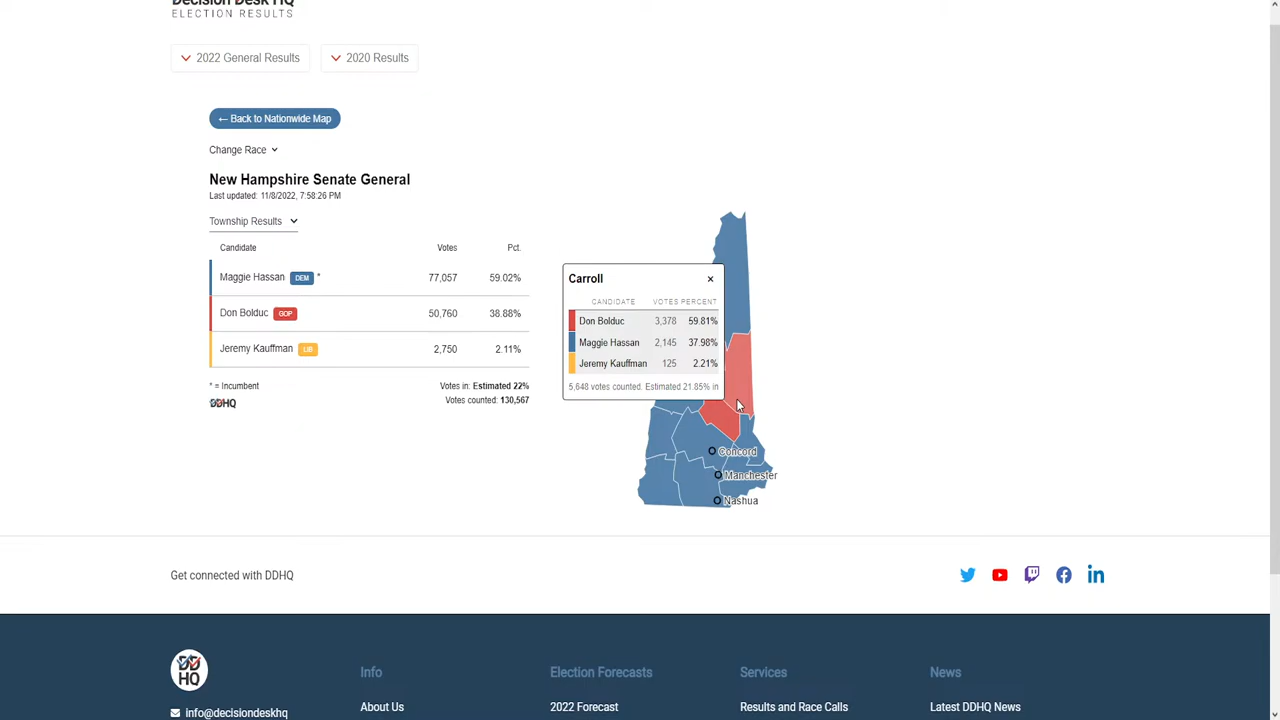 Decision Desk HQ
ELECTION RESULTS
2022 General Results
2020 Results
← Back to Nationwide Map
Change Race
New Hampshire Senate General
Last updated: 11/8/2022, 7:58:26 PM
Township Results
Candidate Votes Pct.
Maggie Hassan DEM * 77,057 59.02%
Don Bolduc GOP 50,760 38.88%
Jeremy Kauffman LIB 2,750 2.11%
* = Incumbent
Votes in: Estimated 22%
DDHQ
Votes counted: 130,567
Carroll ×
CANDIDATE VOTES PERCENT
Don Bolduc 3,378 59.81%
Maggie Hassan 2,145 37.98%
Jeremy Kauffman 125 2.21%
5,648 votes counted. Estimated 21.85% in
Concord
Manchester
Nashua
Get connected with DDHQ
DD
HQ
info@decisiondeskhq
Info
About Us
Election Forecasts
2022 Forecast
Services
Results and Race Calls
News
Latest DDHQ News